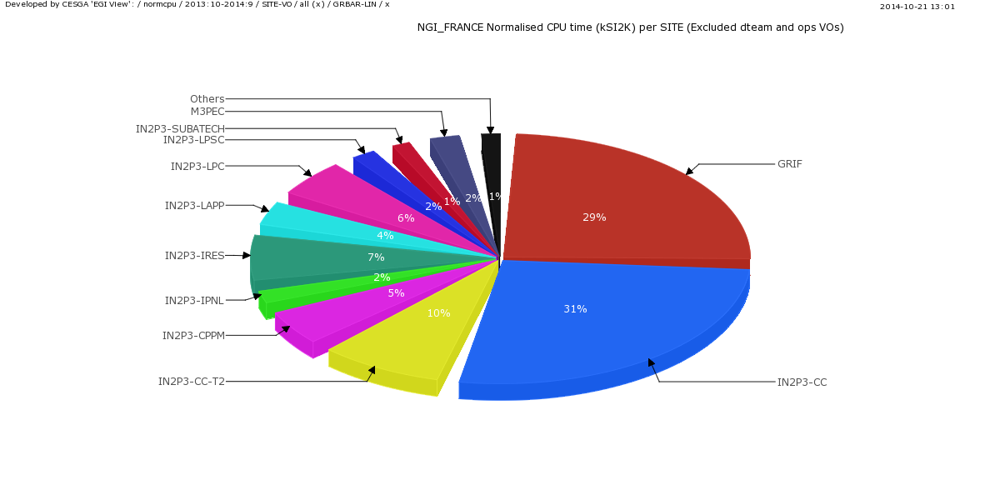 Developed by CESGA 'EGI View': / normcpu / 2013:10-2014:9 / SITE-VO / all (x) / GRBAR-LIN / x
2014-10-21 13:01
NGI_FRANCE Normalised CPU time (kSI2K) per SITE (Excluded dteam and ops VOs)
Others
M3PEC
IN2P3-SUBATECH
IN2P3-LPSC
IN2P3-LPC
GRIF
IN2P3-LAPP
IN2P3-IRES
IN2P3-IPNL
IN2P3-CPPM
IN2P3-CC-T2
IN2P3-CC
1%
2%
1%
2%
6%
29%
4%
7%
2%
5%
31%
10%